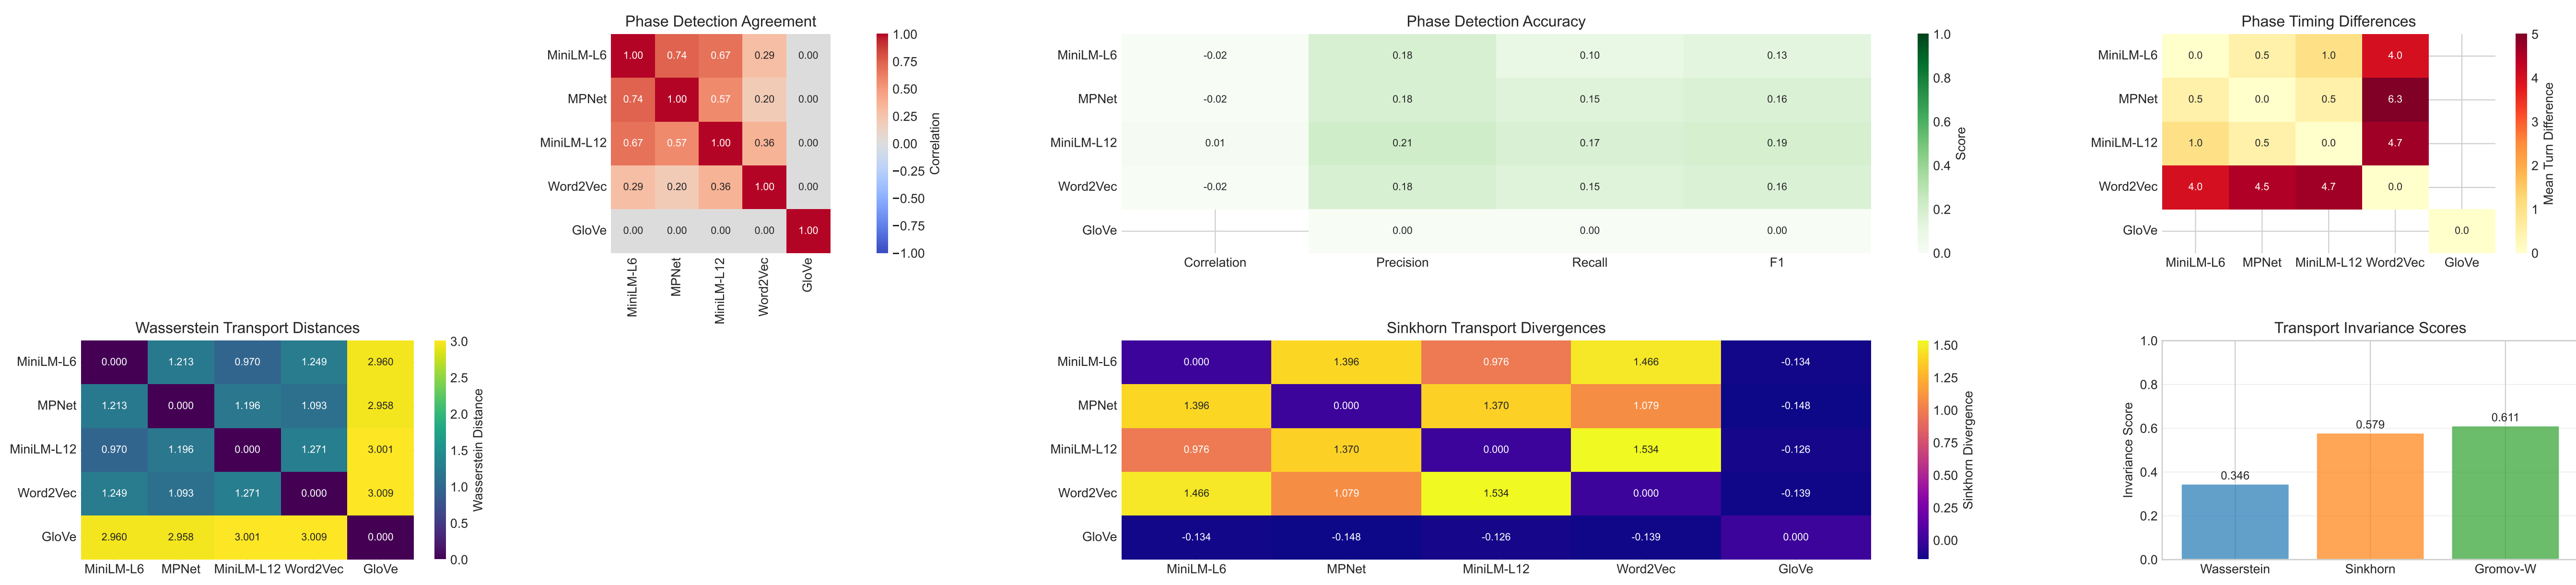 Phase Detection Agreement
MiniLM-L6 1.00 0.74 0.67 0.29 0.00
MPNet 0.74 1.00 0.57 0.20 0.00
MiniLM-L12 0.67 0.57 1.00 0.36 0.00
Word2Vec 0.29 0.20 0.36 1.00 0.00
GloVe 0.00 0.00 0.00 0.00 1.00
MiniLM-L6 MPNet MiniLM-L12 Word2Vec GloVe
1.00
0.75
0.50
0.25
0.00
−0.25
−0.50
−0.75
−1.00
Correlation
Phase Detection Accuracy
MiniLM-L6 -0.02 0.18 0.10 0.13
MPNet -0.02 0.18 0.15 0.16
MiniLM-L12 0.01 0.21 0.17 0.19
Word2Vec -0.02 0.18 0.15 0.16
GloVe 0.00 0.00 0.00
Correlation Precision Recall F1
1.0
0.8
0.6
0.4
0.2
0.0
Score
Phase Timing Differences
MiniLM-L6 0.0 0.5 1.0 4.0
MPNet 0.5 0.0 0.5 6.3
MiniLM-L12 1.0 0.5 0.0 4.7
Word2Vec 4.0 4.5 4.7 0.0
GloVe 0.0
MiniLM-L6 MPNet MiniLM-L12 Word2Vec GloVe
5
4
3
2
1
0
Mean Turn Difference
Wasserstein Transport Distances
MiniLM-L6 0.000 1.213 0.970 1.249 2.960
MPNet 1.213 0.000 1.196 1.093 2.958
MiniLM-L12 0.970 1.196 0.000 1.271 3.001
Word2Vec 1.249 1.093 1.271 0.000 3.009
GloVe 2.960 2.958 3.001 3.009 0.000
MiniLM-L6 MPNet MiniLM-L12 Word2Vec GloVe
3.0
2.5
2.0
1.5
1.0
0.5
0.0
Wasserstein Distance
Sinkhorn Transport Divergences
MiniLM-L6 0.000 1.396 0.976 1.466 -0.134
MPNet 1.396 0.000 1.370 1.079 -0.148
MiniLM-L12 0.976 1.370 0.000 1.534 -0.126
Word2Vec 1.466 1.079 1.534 0.000 -0.139
GloVe -0.134 -0.148 -0.126 -0.139 0.000
MiniLM-L6 MPNet MiniLM-L12 Word2Vec GloVe
1.50
1.25
1.00
0.75
0.50
0.25
0.00
Sinkhorn Divergence
Transport Invariance Scores
1.0
0.8
0.6
0.4
0.2
0.0
Invariance Score
0.346 0.579 0.611
Wasserstein Sinkhorn Gromov-W